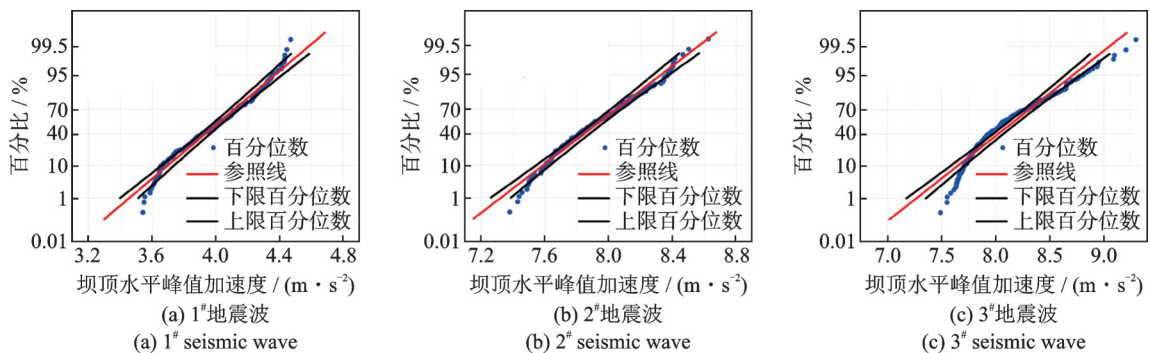 百分比 / %
99.5
95
70
40
10
1
0.01
百分位数
参照线
下限百分位数
上限百分位数
3.2 3.6 4.0 4.4 4.8
坝顶水平峰值加速度 / (m·s⁻²)
(a) 1#地震波
(a) 1# seismic wave
百分比 / %
99.5
95
70
40
10
1
0.01
百分位数
参照线
下限百分位数
上限百分位数
7.2 7.6 8.0 8.4 8.8
坝顶水平峰值加速度 / (m·s⁻²)
(b) 2#地震波
(b) 2# seismic wave
百分比 / %
99.5
95
70
40
10
1
0.01
百分位数
参照线
下限百分位数
上限百分位数
7.0 7.5 8.0 8.5 9.0
坝顶水平峰值加速度 / (m·s⁻²)
(c) 3#地震波
(c) 3# seismic wave